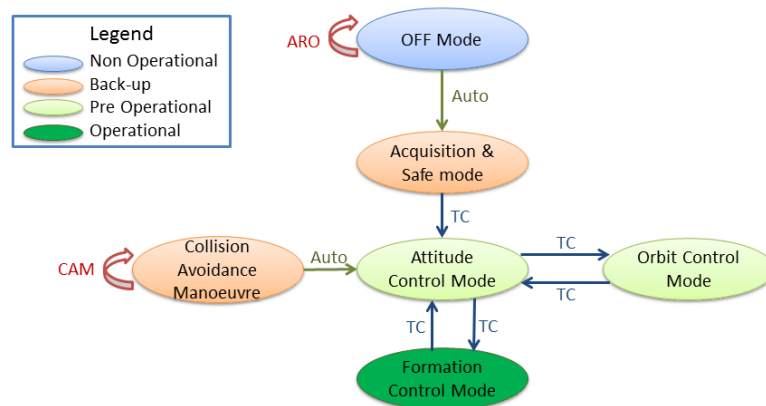 Legend
Non Operational
Back-up
Pre Operational
Operational
ARO
OFF Mode
Auto
Acquisition &
Safe mode
TC
CAM
Collision
Avoidance
Manoeuvre
Auto
Attitude
Control Mode
TC
TC
Orbit Control
Mode
TC
TC
Formation
Control Mode